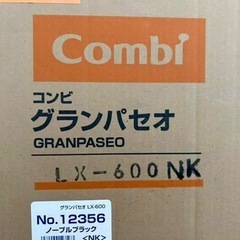 Combi
コンビ
グランパセオ
GRANPASEO
LX-600 NK
グランパセオ LX-600
No.12356
ノーブルブラック
<NK>